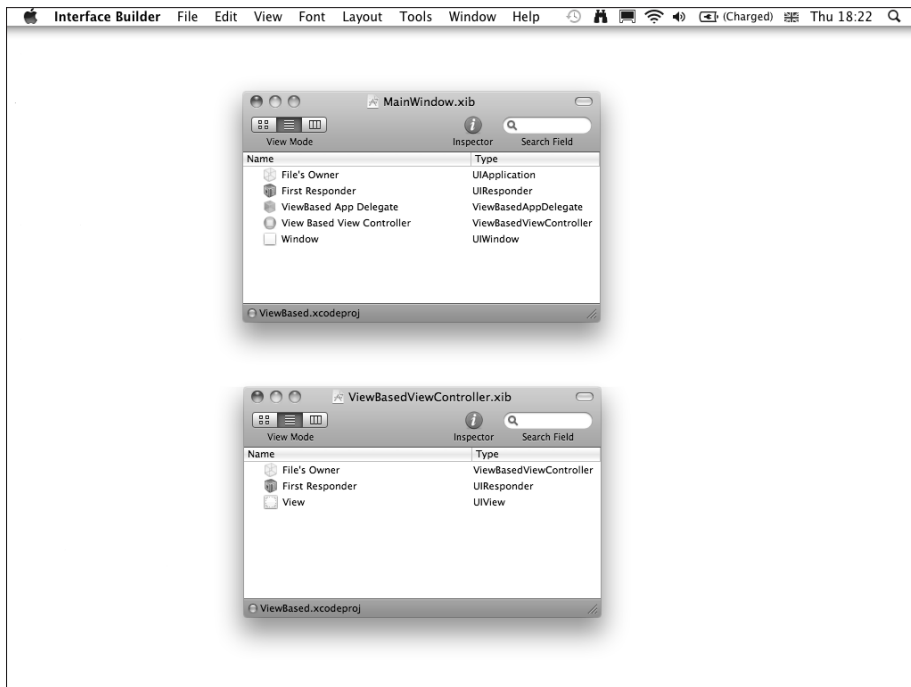 Interface Builder File Edit View Font Layout Tools Window Help (Charged) Thu 18:22
MainWindow.xib
View Mode Inspector Search Field
Name Type
File's Owner UIApplication
First Responder UIResponder
ViewBased App Delegate ViewBasedAppDelegate
View Based View Controller ViewBasedViewController
Window UIWindow
ViewBased.xcodeproj
ViewBasedViewController.xib
View Mode Inspector Search Field
Name Type
File's Owner ViewBasedViewController
First Responder UIResponder
View UIView
ViewBased.xcodeproj